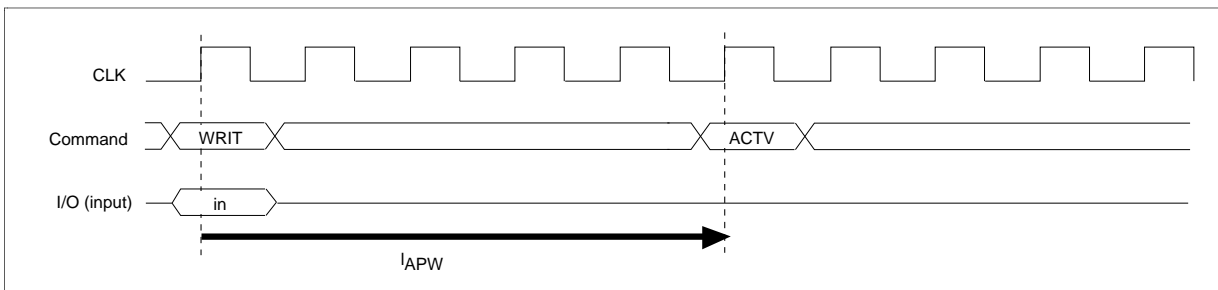 CLK
Command WRIT ACTV
I/O (input) in
lAPW